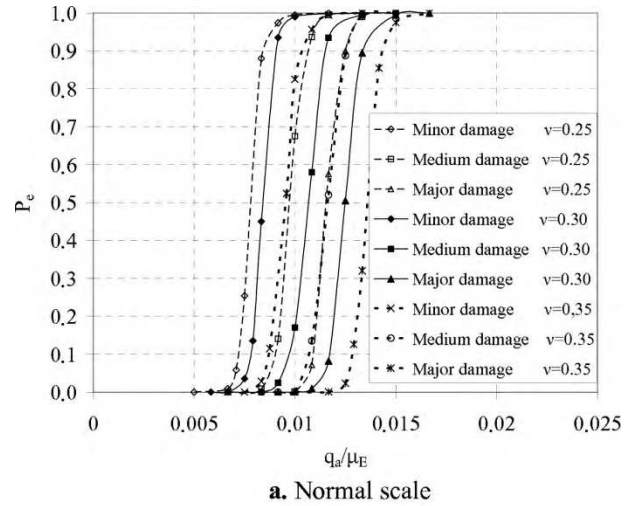 1.0
0.9
0.8
0.7
0.6
0.5
0.4
0.3
0.2
0.1
0.0
Pₑ
Minor damage ν=0.25
Medium damage ν=0.25
Major damage ν=0.25
Minor damage ν=0.30
Medium damage ν=0.30
Major damage ν=0.30
Minor damage ν=0,35
Medium damage ν=0.35
Major damage ν=0.35
0 0.005 0.01 0.015 0.02 0.025
qₐ/μ_E
a. Normal scale